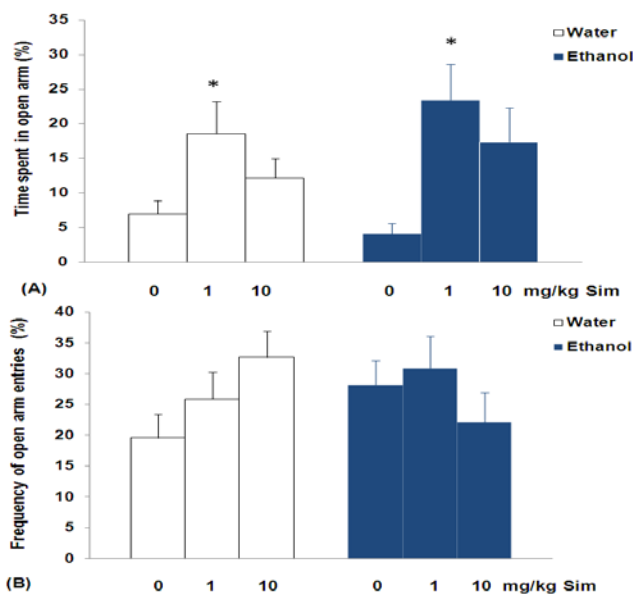 35
30
25
20
15
10
5
0
Time spent in open arm (%)
Water
Ethanol
*
*
(A) 0 1 10 0 1 10 mg/kg Sim
40
35
30
25
20
15
10
5
0
Frequency of open arm entries (%)
Water
Ethanol
(B) 0 1 10 0 1 10 mg/kg Sim